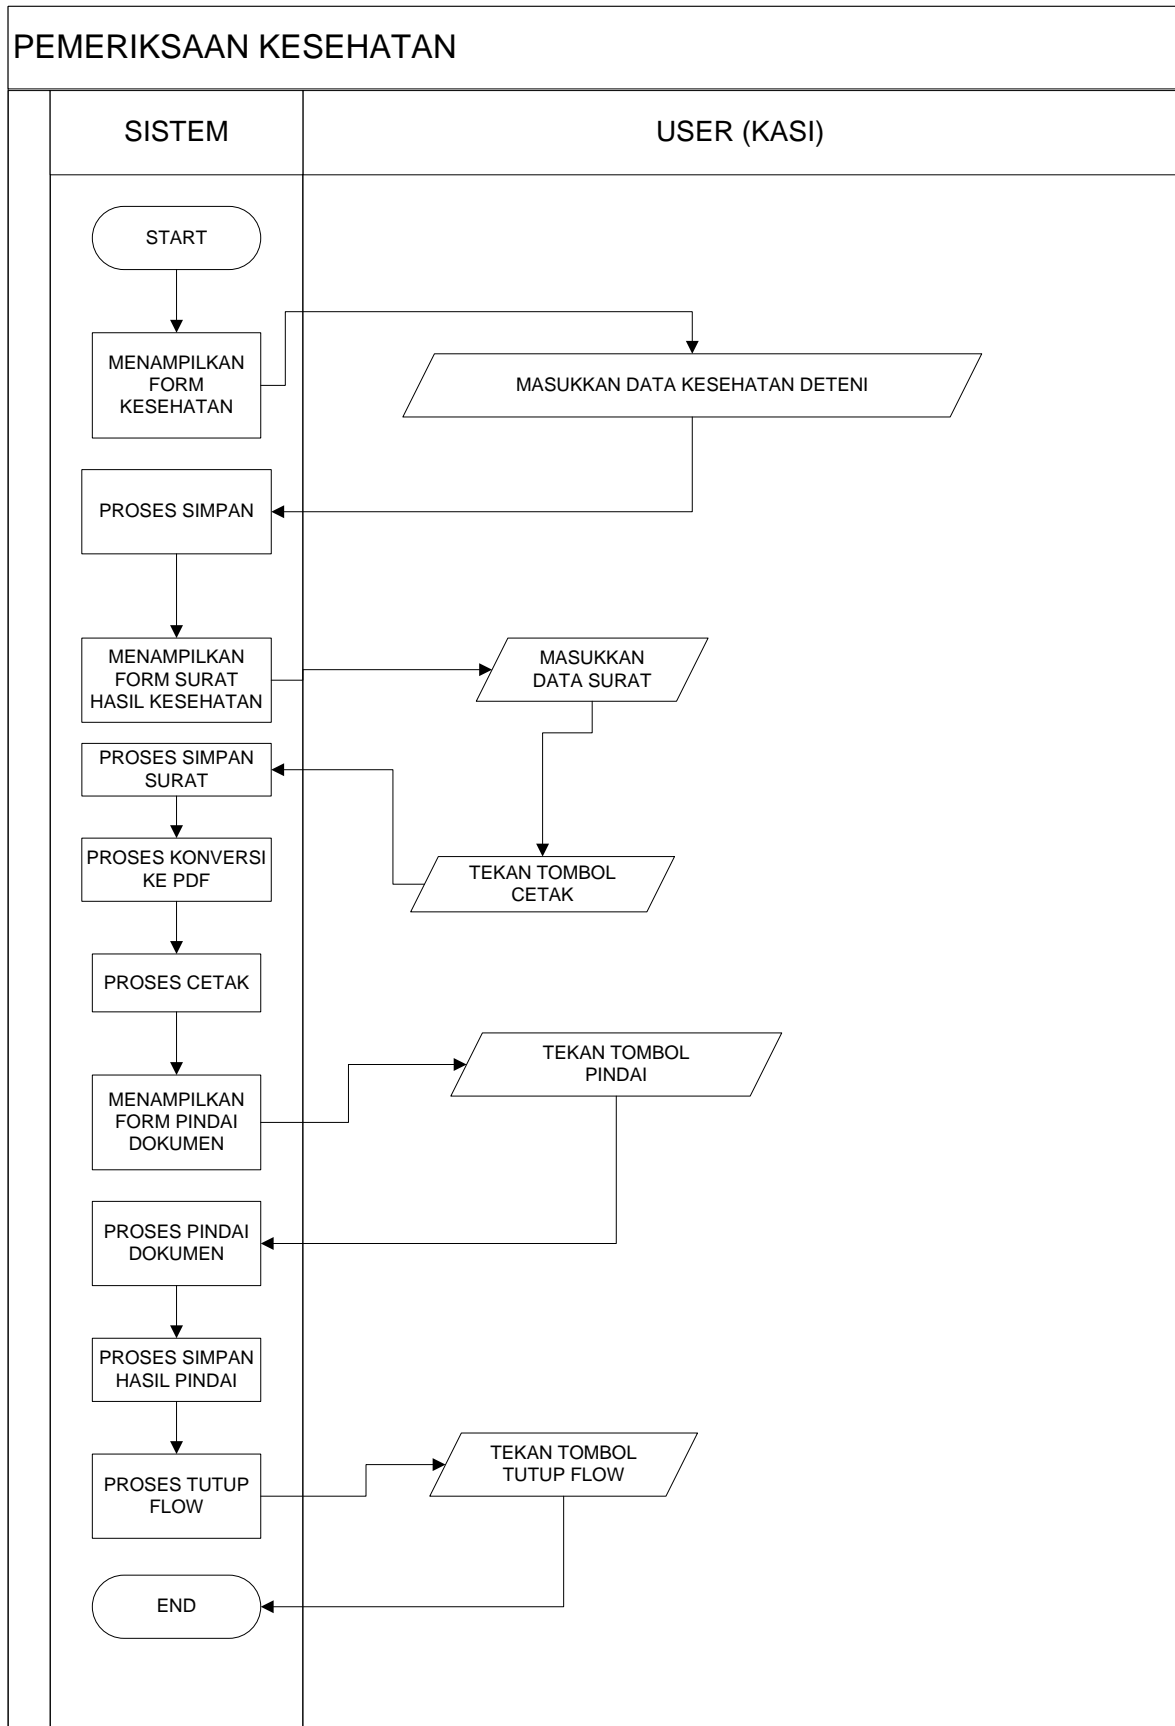 PEMERIKSAAN KESEHATAN
SISTEM
USER (KASI)
START
MENAMPILKAN
FORM
KESEHATAN
MASUKKAN DATA KESEHATAN DETENI
PROSES SIMPAN
MENAMPILKAN
FORM SURAT
HASIL KESEHATAN
MASUKKAN
DATA SURAT
PROSES SIMPAN
SURAT
PROSES KONVERSI
KE PDF
TEKAN TOMBOL
CETAK
PROSES CETAK
TEKAN TOMBOL
PINDAI
MENAMPILKAN
FORM PINDAI
DOKUMEN
PROSES PINDAI
DOKUMEN
PROSES SIMPAN
HASIL PINDAI
TEKAN TOMBOL
TUTUP FLOW
PROSES TUTUP
FLOW
END